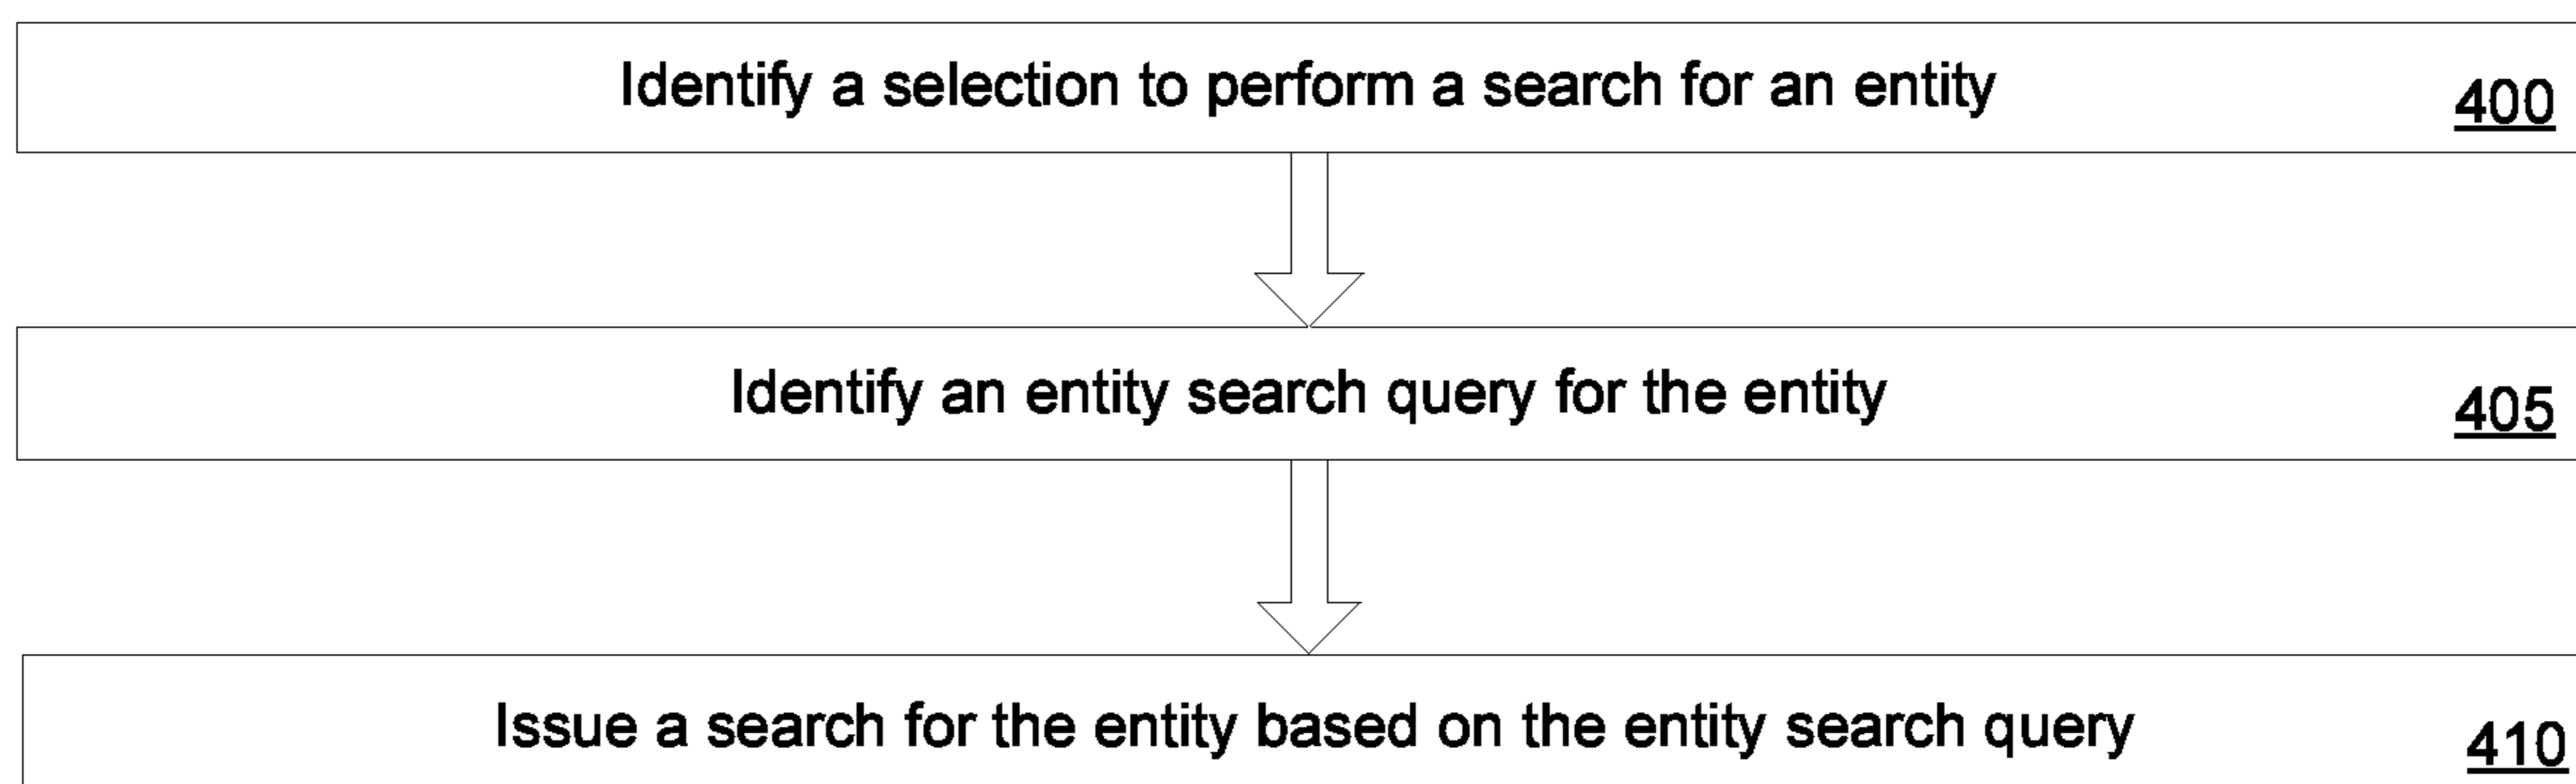 Identify a selection to perform a search for an entity 400
Identify an entity search query for the entity 405
Issue a search for the entity based on the entity search query 410